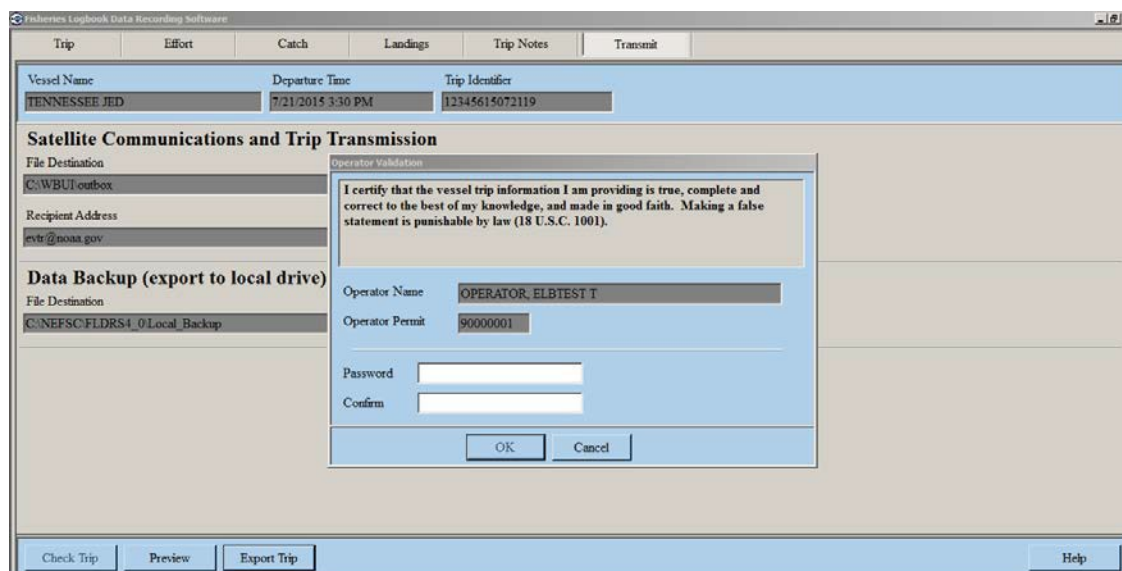 Fisheries Logbook Data Recording Software
Trip Effort Catch Landings Trip Notes Transmit
Vessel Name Departure Time Trip Identifier
TENNESSEE JED 7/21/2015 3:30 PM 12345615072119
Satellite Communications and Trip Transmission
File Destination
C:\WBUI\outbox
Recipient Address
evtr@noaa.gov
Data Backup (export to local drive)
File Destination
C:\NEFSC\FLDRS4_0\Local_Backup
Operator Validation
I certify that the vessel trip information I am providing is true, complete and
correct to the best of my knowledge, and made in good faith. Making a false
statement is punishable by law (18 U.S.C. 1001).
Operator Name OPERATOR, ELBTEST T
Operator Permit 90000001
Password
Confirm
OK Cancel
Check Trip Preview Export Trip Help